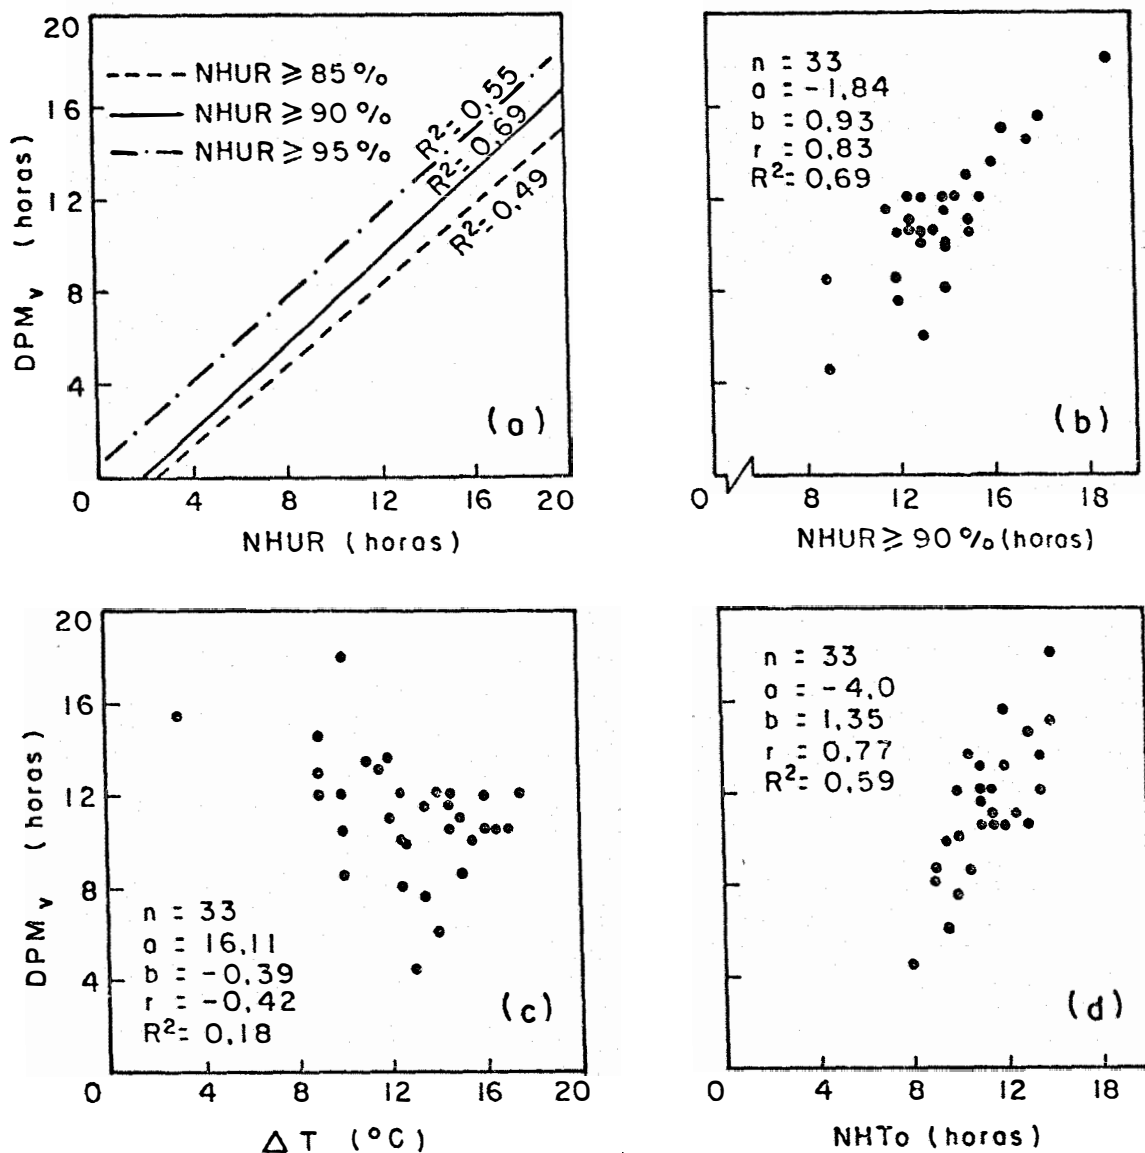 20
16
12
8
4
0
DPMv (horas)
NHUR ≥ 85 %
NHUR ≥ 90 %
NHUR ≥ 95 %
R²= 0,55
R²= 0,69
R²= 0,49
(a)
4 8 12 16 20
NHUR (horas)
n = 33
a = -1,84
b = 0,93
r = 0,83
R²= 0,69
(b)
0 8 12 16 18
NHUR ≥ 90 % (horas)
20
16
12
8
4
0
DPMv (horas)
n = 33
a = 16,11
b = -0,39
r = -0,42
R²= 0,18
(c)
4 8 12 16 20
Δ T (°C)
n = 33
a = -4,0
b = 1,35
r = 0,77
R²= 0,59
(d)
0 8 10 12 18
NHTo (horas)